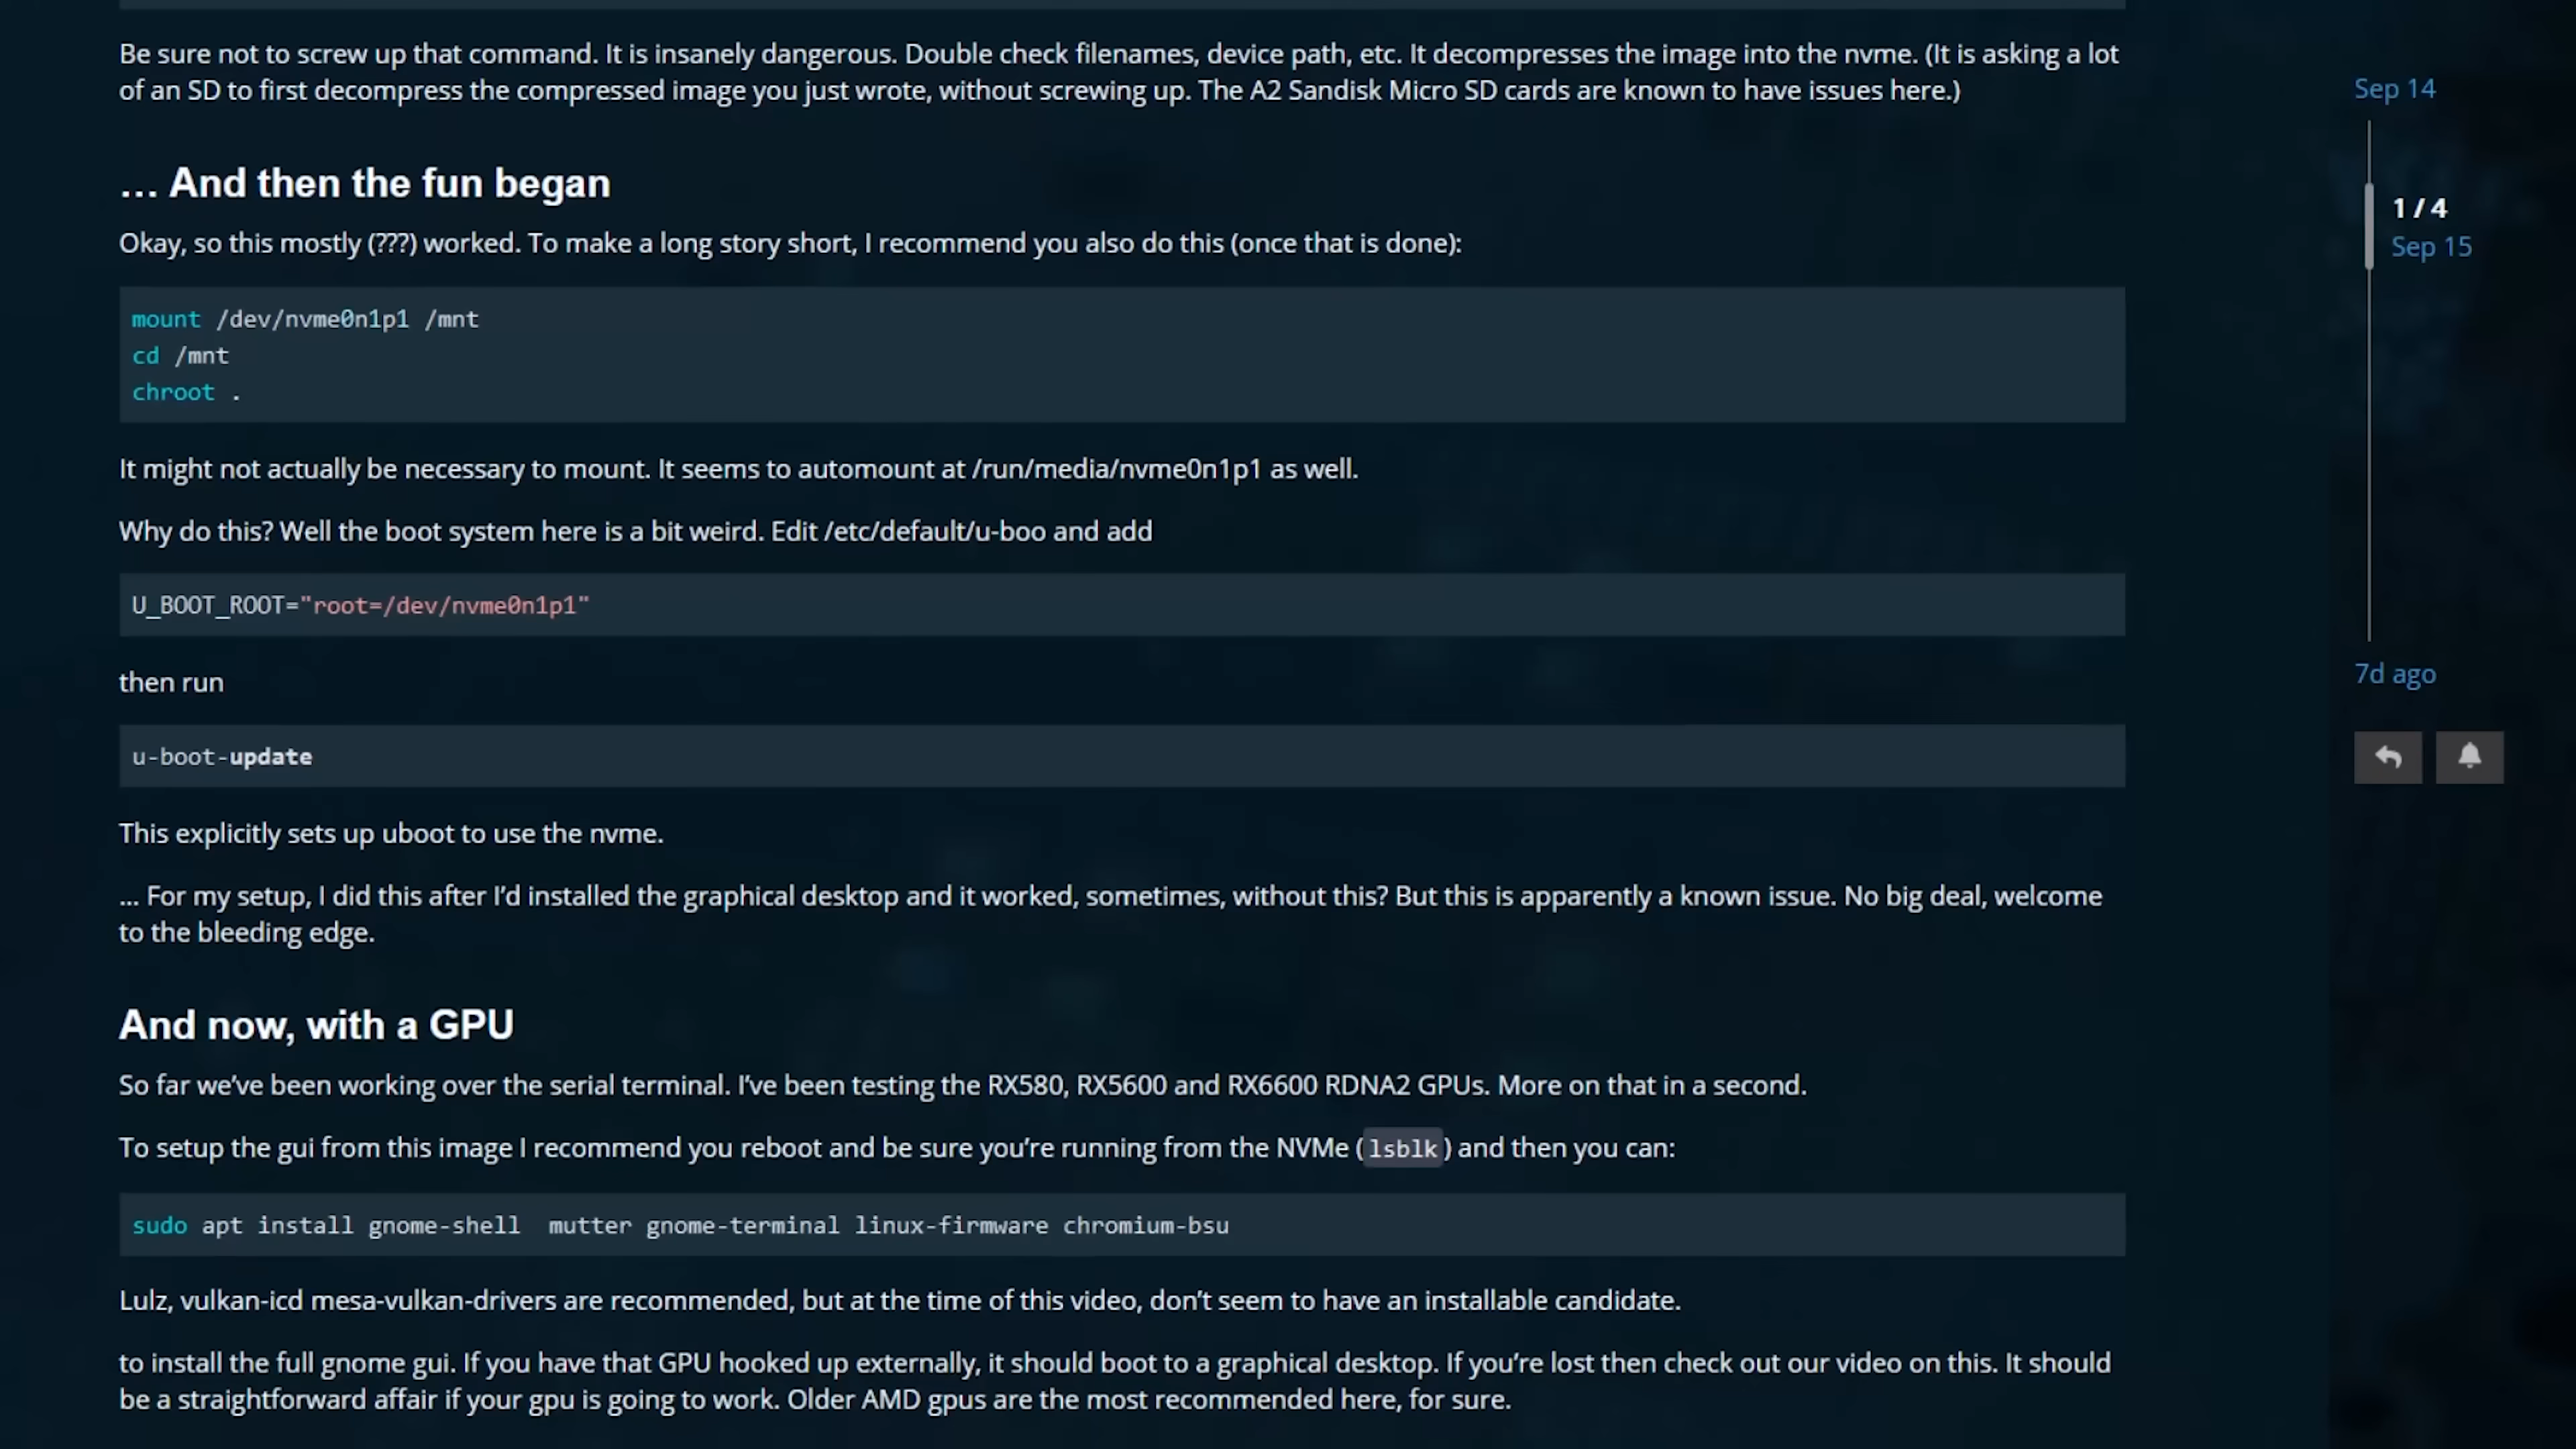 Be sure not to screw up that command. It is insanely dangerous. Double check filenames, device path, etc. It decompresses the image into the nvme. (It is asking a lot
of an SD to first decompress the compressed image you just wrote, without screwing up. The A2 Sandisk Micro SD cards are known to have issues here.)
… And then the fun began
Okay, so this mostly (???) worked. To make a long story short, I recommend you also do this (once that is done):
mount /dev/nvme0n1p1 /mnt
cd /mnt
chroot .
It might not actually be necessary to mount. It seems to automount at /run/media/nvme0n1p1 as well.
Why do this? Well the boot system here is a bit weird. Edit /etc/default/u-boo and add
U_BOOT_ROOT="root=/dev/nvme0n1p1"
then run
u-boot-update
This explicitly sets up uboot to use the nvme.
… For my setup, I did this after I’d installed the graphical desktop and it worked, sometimes, without this? But this is apparently a known issue. No big deal, welcome
to the bleeding edge.
And now, with a GPU
So far we’ve been working over the serial terminal. I’ve been testing the RX580, RX5600 and RX6600 RDNA2 GPUs. More on that in a second.
To setup the gui from this image I recommend you reboot and be sure you’re running from the NVMe ( lsblk ) and then you can:
sudo apt install gnome-shell  mutter gnome-terminal linux-firmware chromium-bsu
Lulz, vulkan-icd mesa-vulkan-drivers are recommended, but at the time of this video, don’t seem to have an installable candidate.
to install the full gnome gui. If you have that GPU hooked up externally, it should boot to a graphical desktop. If you’re lost then check out our video on this. It should
be a straightforward affair if your gpu is going to work. Older AMD gpus are the most recommended here, for sure.
Sep 14
1 / 4
Sep 15
7d ago